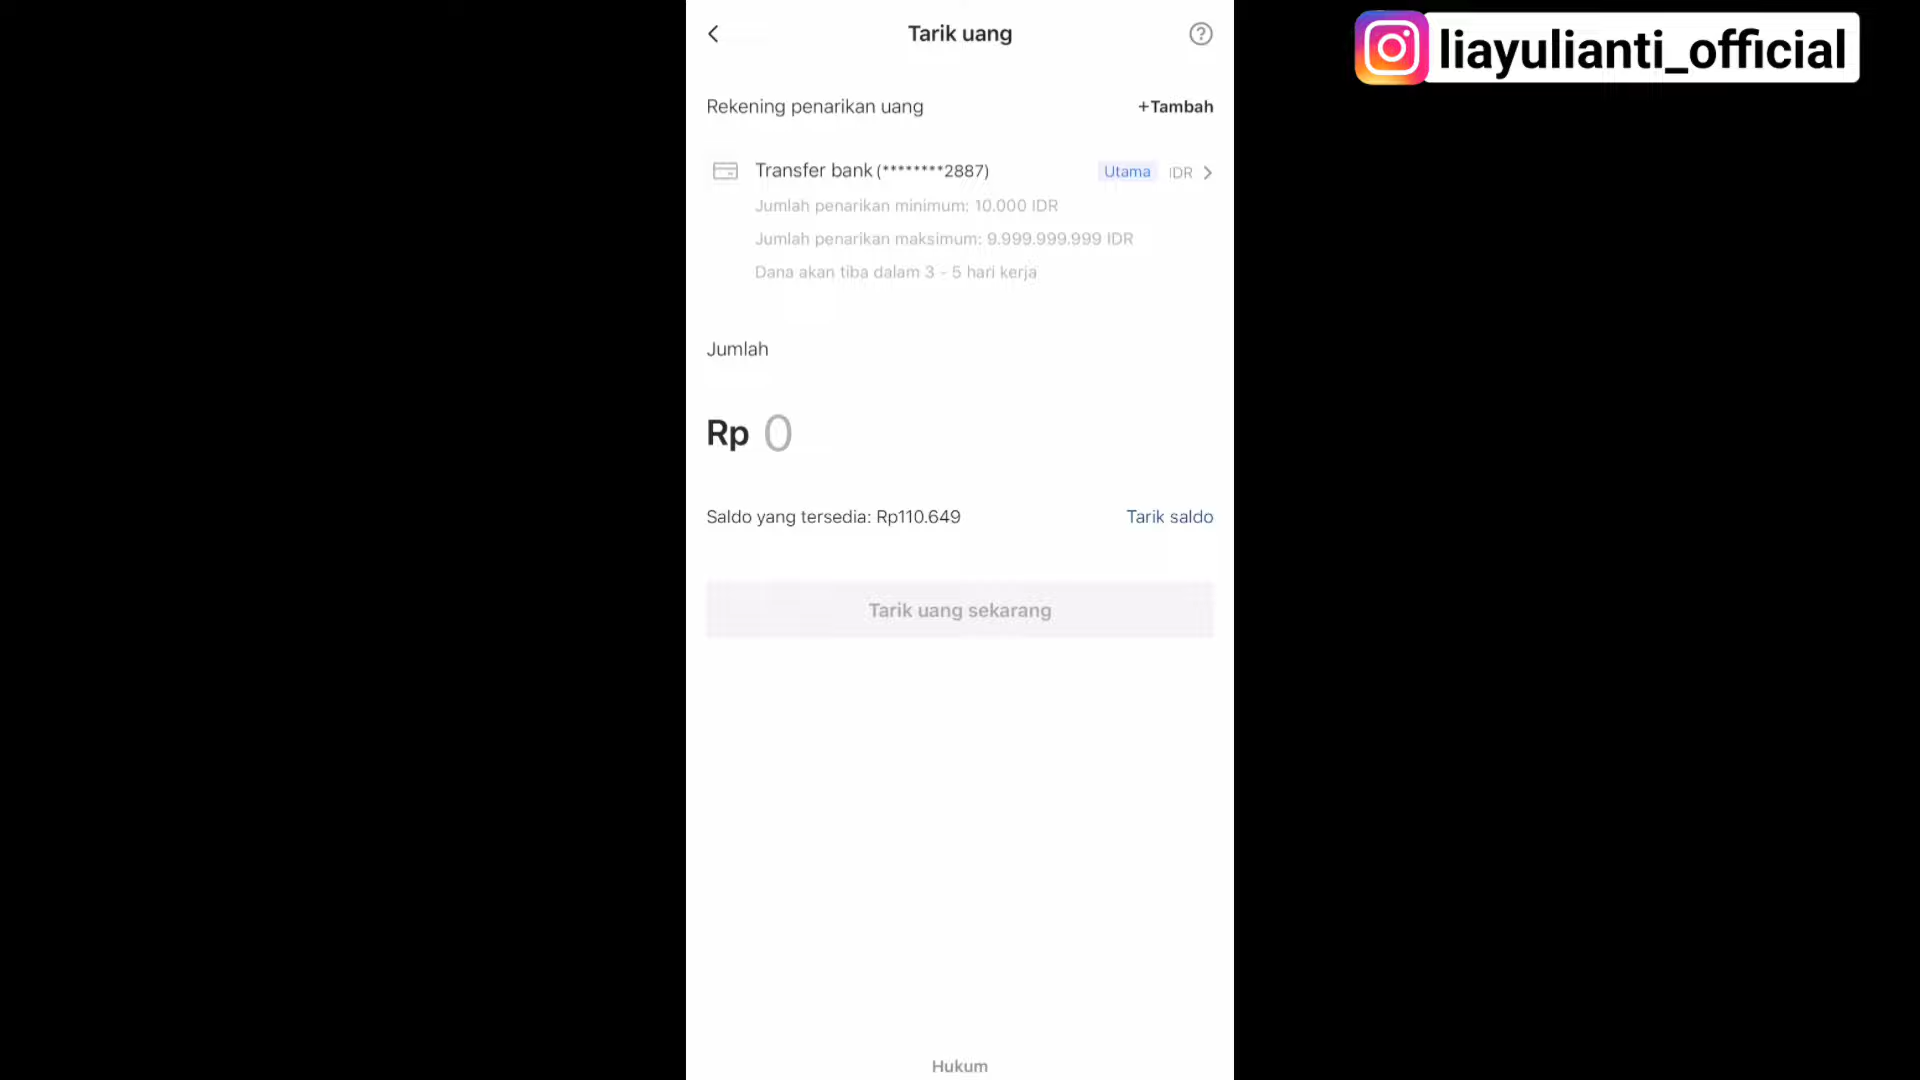 Tarik uang
liayulianti_official
Rekening penarikan uang
+Tambah
Transfer bank (********2887)
Utama
IDR
Jumlah penarikan minimum: 10.000 IDR
Jumlah penarikan maksimum: 9.999.999.999 IDR
Dana akan tiba dalam 3 - 5 hari kerja
Jumlah
Rp 0
Saldo yang tersedia: Rp110.649
Tarik saldo
Tarik uang sekarang
Hukum